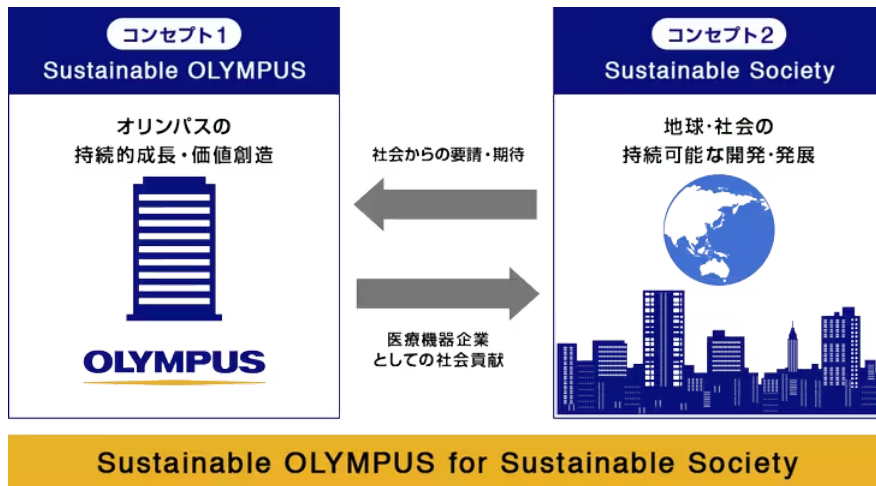 コンセプト1
Sustainable OLYMPUS
オリンパスの
持続的成長・価値創造
OLYMPUS
社会からの要請・期待
医療機器企業
としての社会貢献
コンセプト2
Sustainable Society
地球・社会の
持続可能な開発・発展
Sustainable OLYMPUS for Sustainable Society